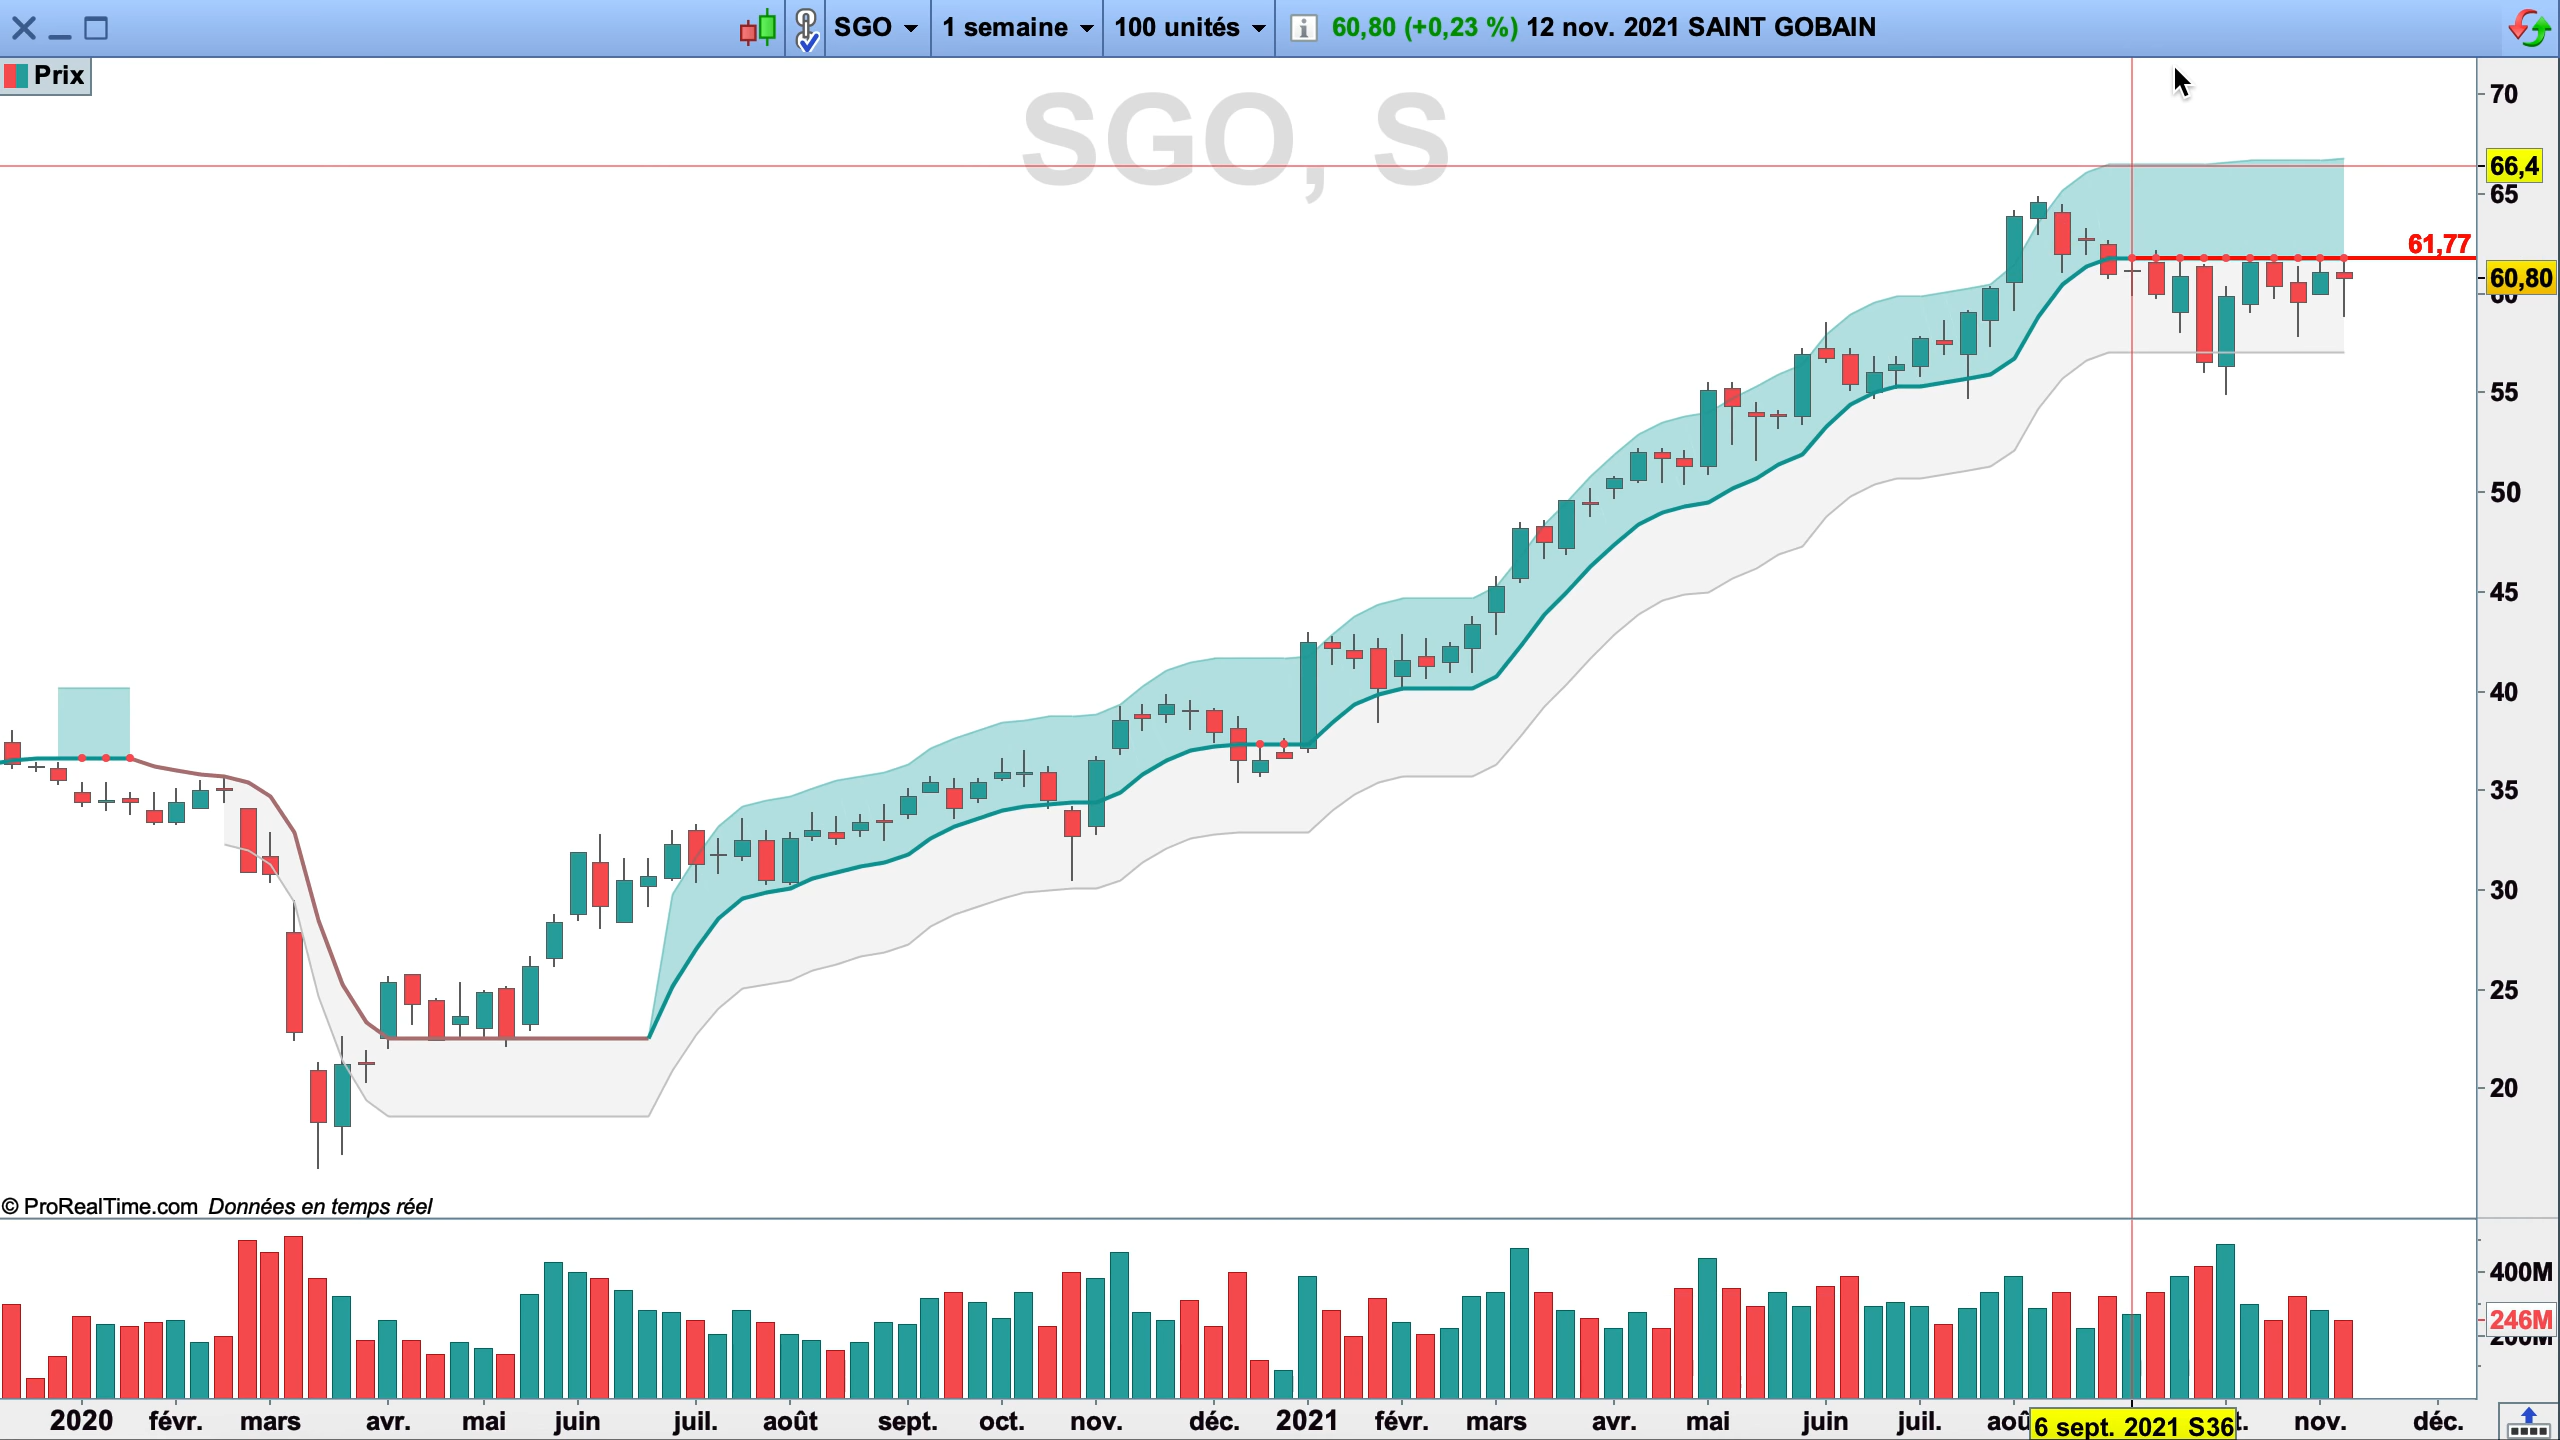 SGO
1 semaine
100 unités
60,80 (+0,23 %) 12 nov. 2021 SAINT GOBAIN
Prix
SGO, S
70
66,4
65
61,77
60,80
60
55
50
45
40
35
30
25
20
© ProRealTime.com Données en temps réel
400M
246M
200M
2020 févr. mars avr. mai juin juil. août sept. oct. nov. déc. 2021 févr. mars avr. mai juin juil. aoû 6 sept. 2021 S36 t. nov. déc.